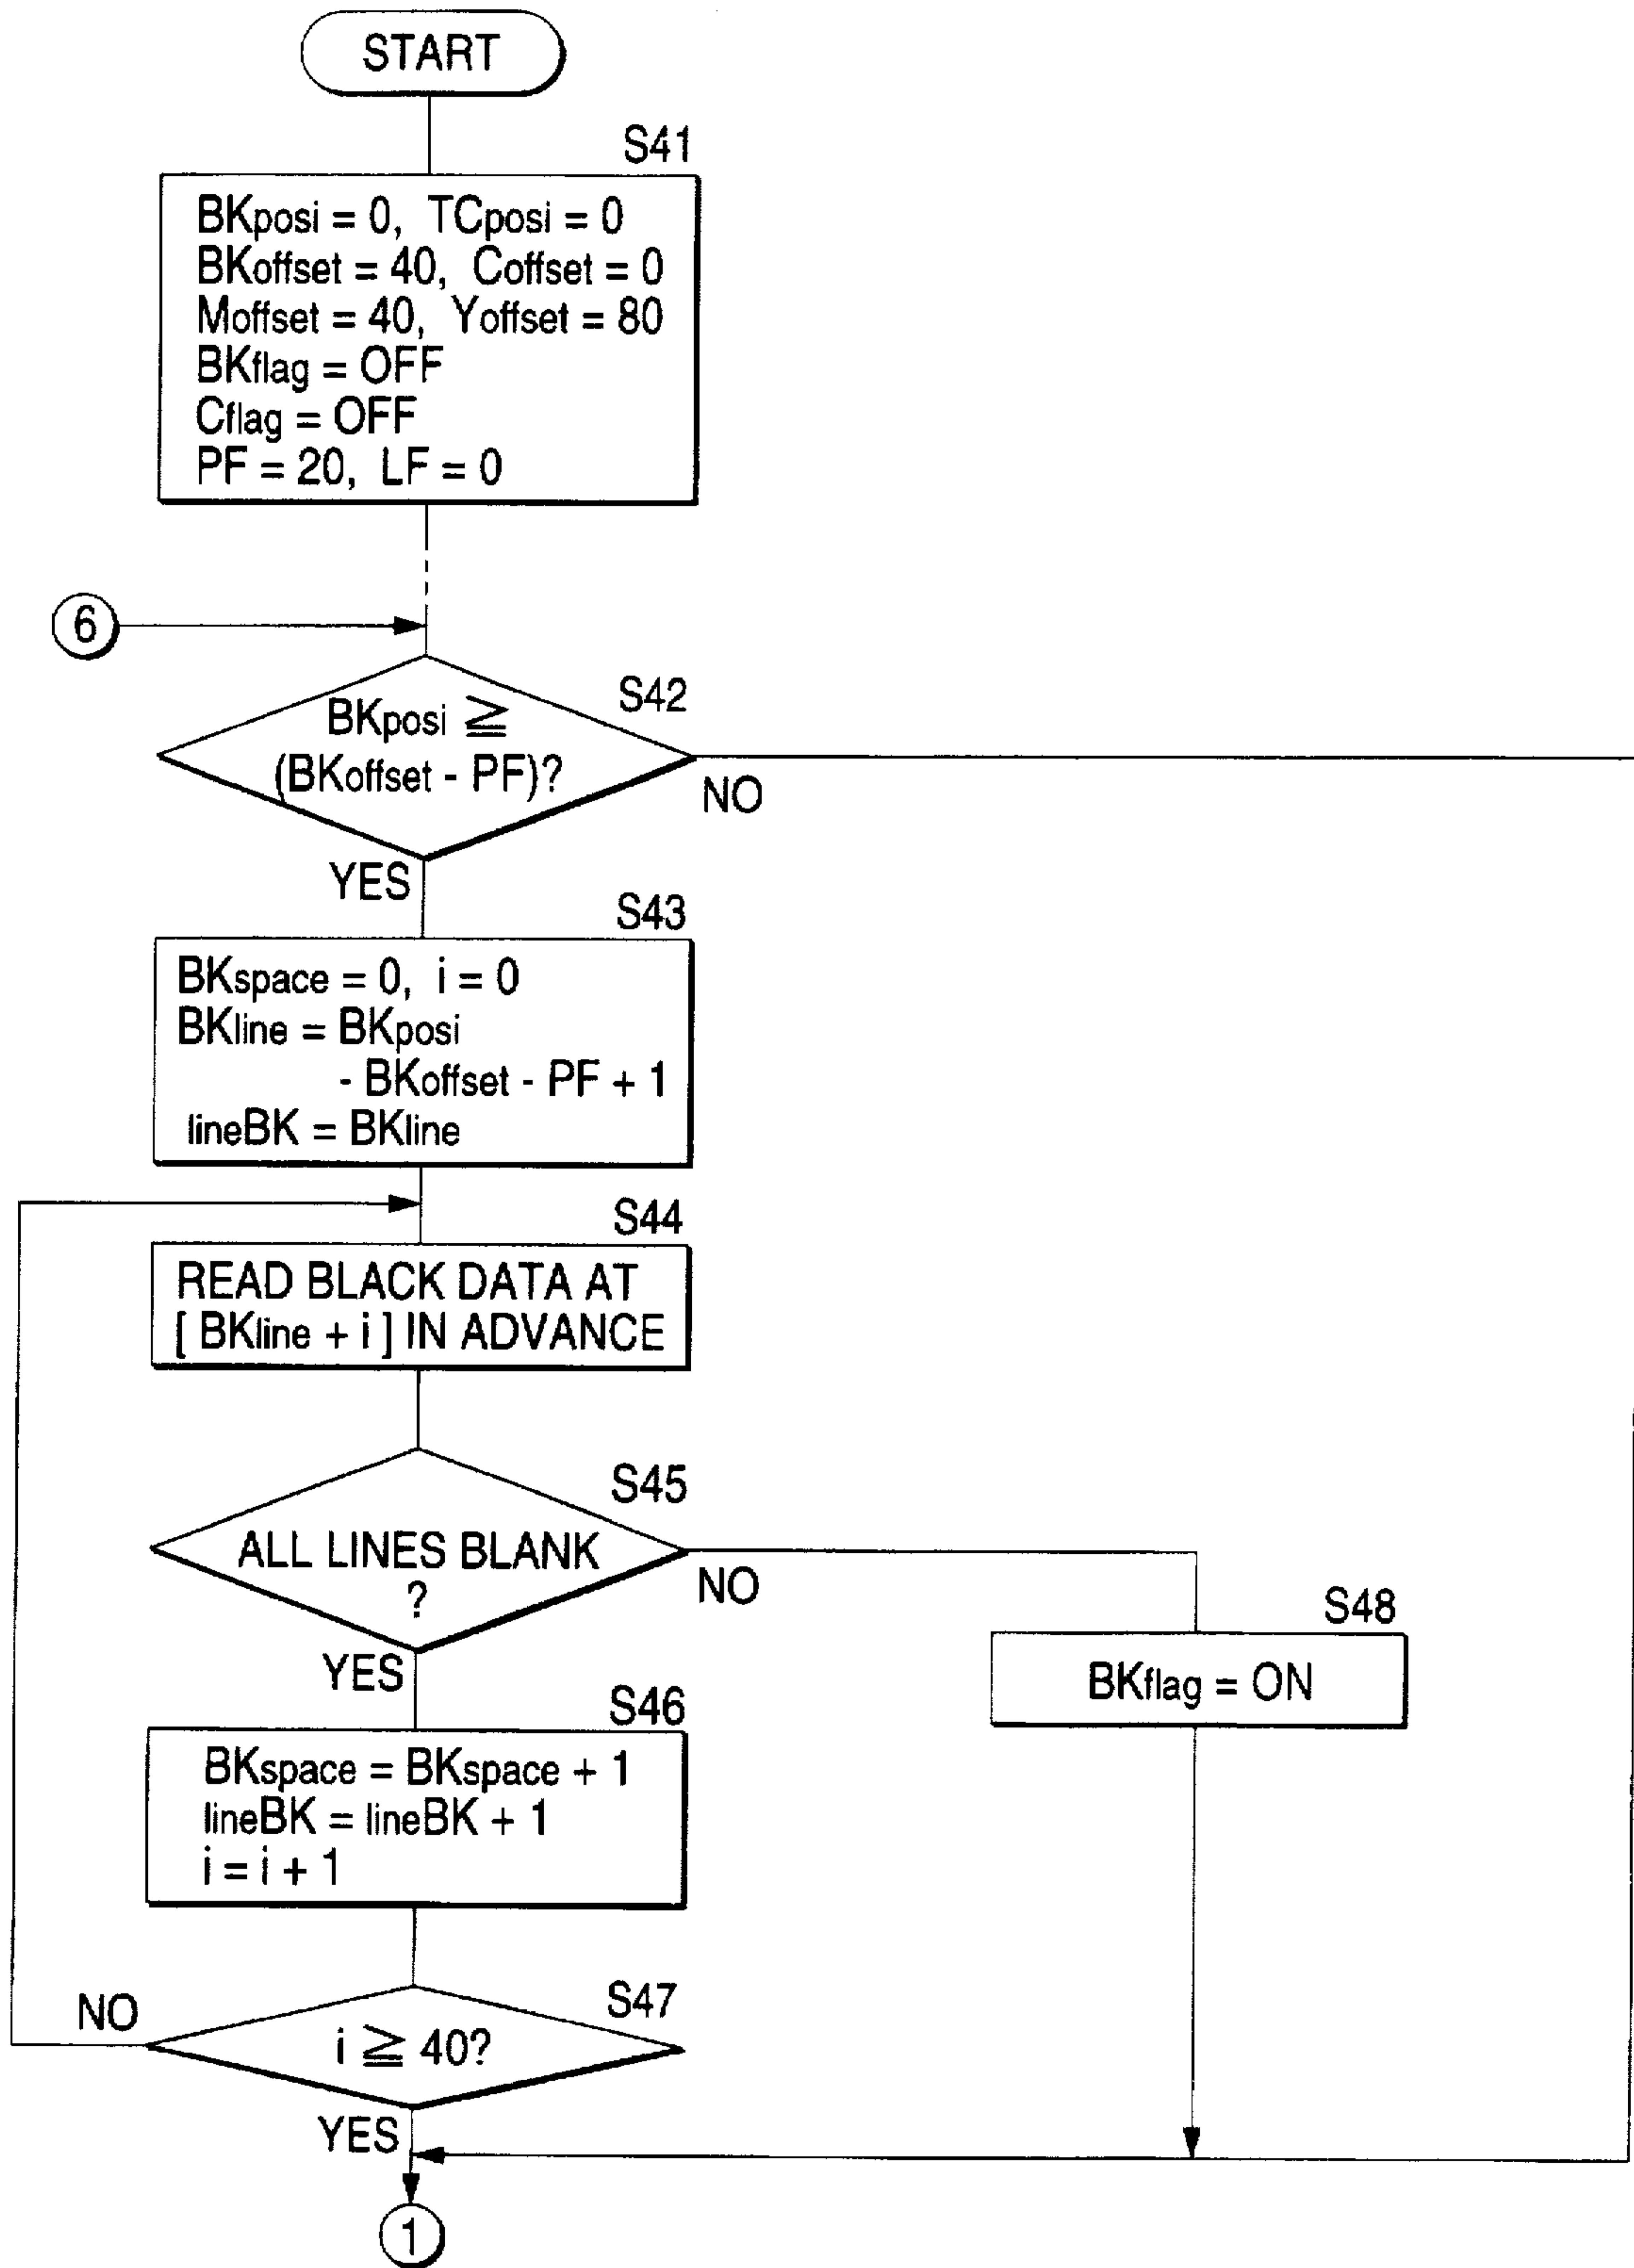 START
S41
BKposi = 0, TCposi = 0
BKoffset = 40, Coffset = 0
Moffset = 40, Yoffset = 80
BKflag = OFF
Cflag = OFF
PF = 20, LF = 0
6
S42
BKposi ≧
(BKoffset - PF)?
NO
YES
S43
BKspace = 0, i = 0
BKline = BKposi
- BKoffset - PF + 1
lineBK = BKline
S44
READ BLACK DATA AT
[ BKline + i ] IN ADVANCE
S45
ALL LINES BLANK
?
NO
YES
S48
BKflag = ON
S46
BKspace = BKspace + 1
lineBK = lineBK + 1
i = i + 1
NO
S47
i ≧ 40?
YES
1